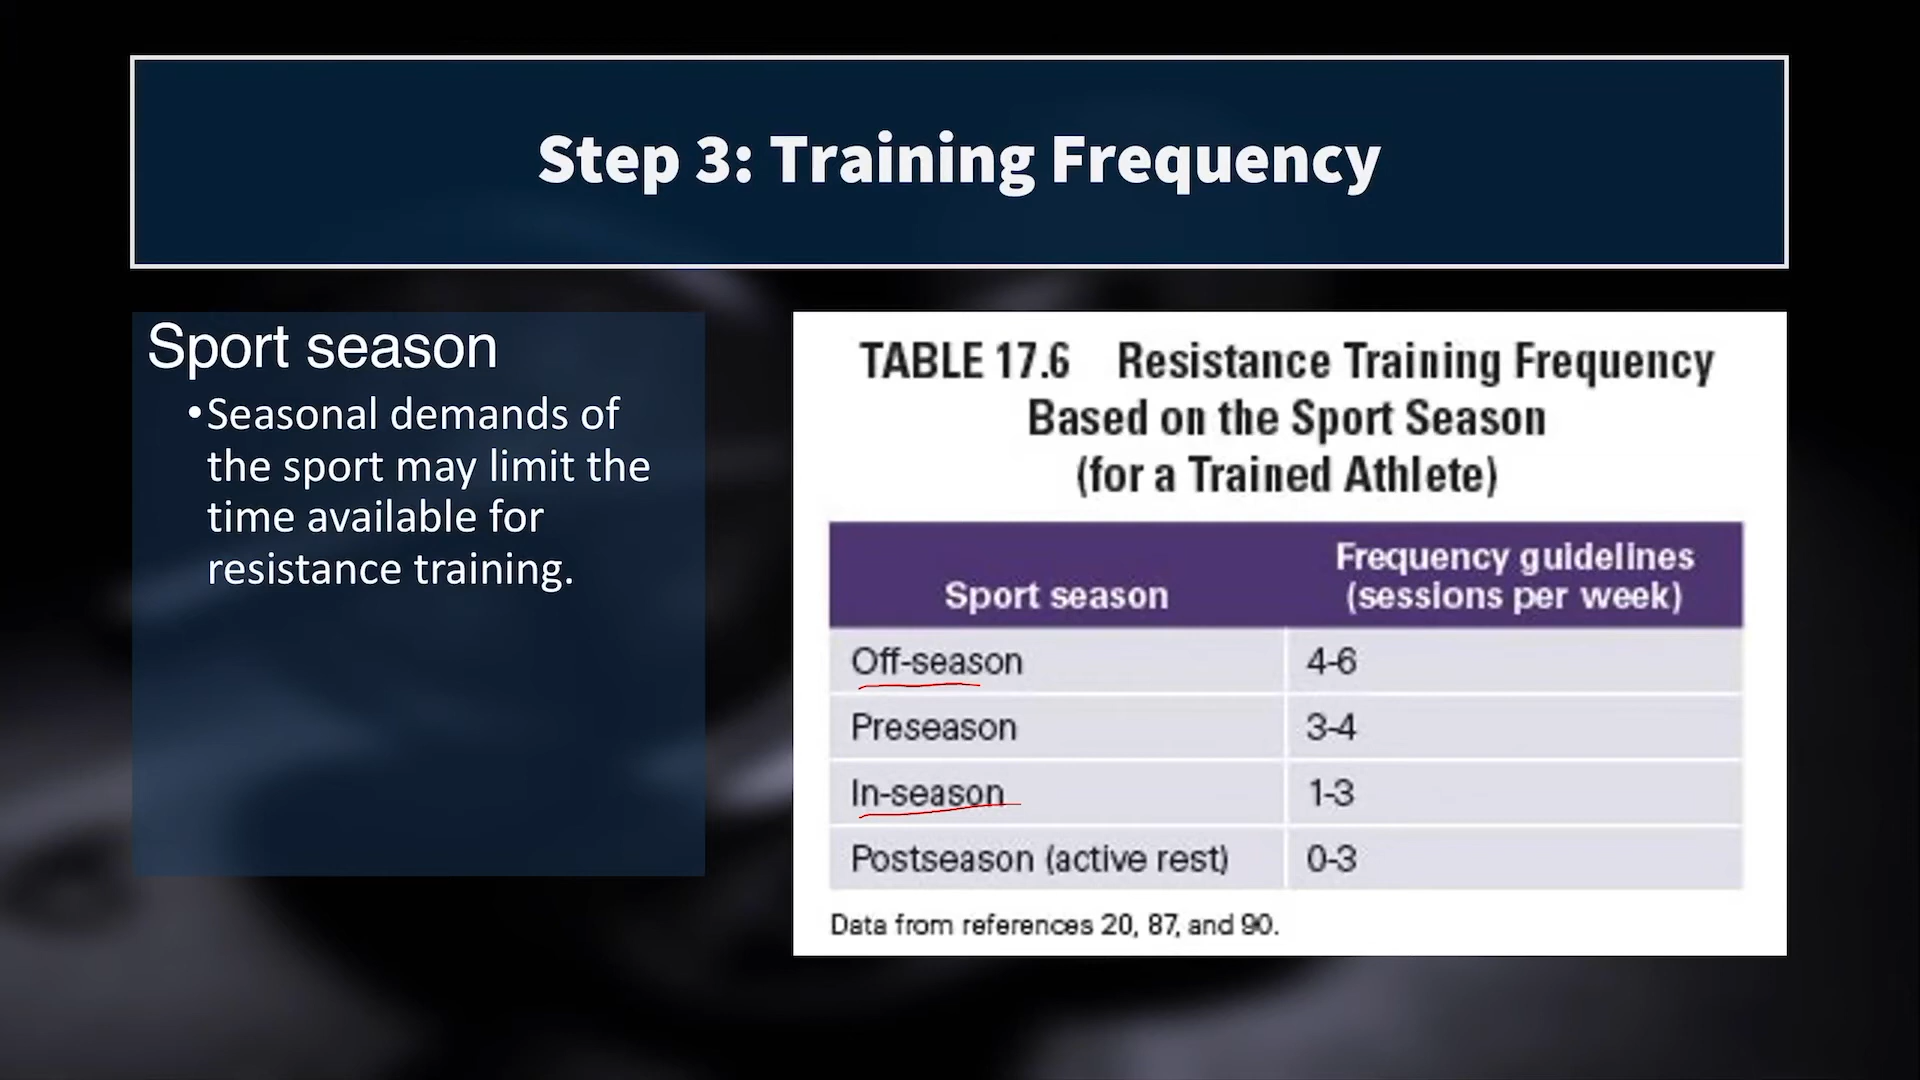 Step 3: Training Frequency
Sport season
•Seasonal demands of
the sport may limit the
time available for
resistance training.
TABLE 17.6 Resistance Training Frequency
Based on the Sport Season
(for a Trained Athlete)
Sport season
Frequency guidelines
(sessions per week)
Off-season 4-6
Preseason 3-4
In-season 1-3
Postseason (active rest) 0-3
Data from references 20, 87, and 90.